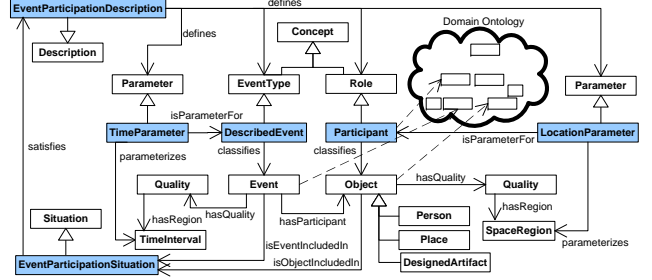 defines
EventParticipationDescription
Domain Ontology
Concept
defines
Description
Parameter
EventType
Role
Parameter
isParameterFor
TimeParameter
DescribedEvent
Participant
LocationParameter
satisfies
parameterizes
classifies
classifies
isParameterFor
Quality
Event
Object
hasQuality
Quality
hasRegion
hasQuality
hasParticipant
hasRegion
Situation
Person
TimeInterval
SpaceRegion
isEventIncludedIn
Place
parameterizes
EventParticipationSituation
isObjectIncludedIn
DesignedArtifact